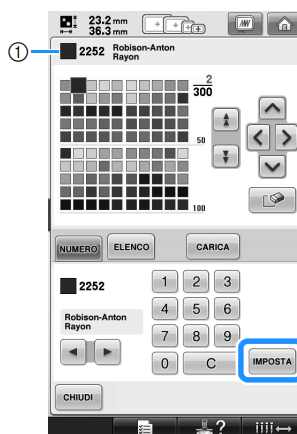 23.2 mm
36.3 mm
1
2252 Robison-Anton
Rayon
2
300
50
100
NUMERO ELENCO CARICA
2252
Robison-Anton
Rayon
1 2 3
4 5 6
7 8 9
0 C
IMPOSTA
CHIUDI
?